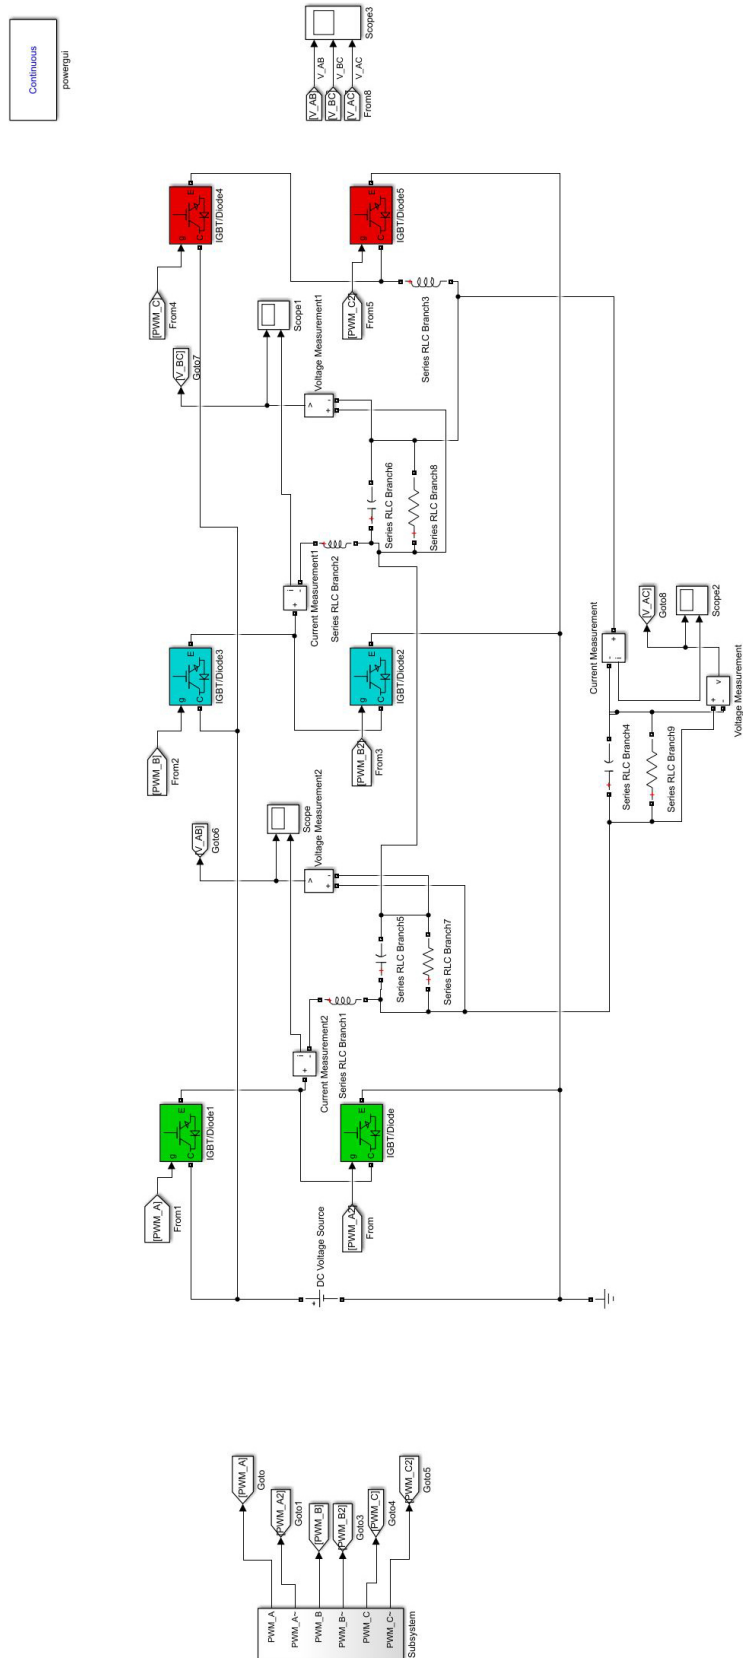 Continuous
powergui
Scope3
V_AB
V_BC
V_AC
[V_AB]
[V_BC]
[V_AC]
From8
g
C
E
IGBT/Diode4
[PWM_C]
From4
g
C
E
IGBT/Diode5
[PWM_C2]
From5
Series RLC Branch3
Scope1
[V_BC]
Goto7
Voltage Measurement1
v
+
-
Series RLC Branch6
Series RLC Branch8
Series RLC Branch2
Current Measurement1
i
+
-
g
C
E
IGBT/Diode3
[PWM_B]
From2
g
C
E
IGBT/Diode2
[PWM_B2]
From3
Current Measurement
+
i
-
[V_AC]
Goto8
Scope2
Voltage Measurement
v
+
-
Series RLC Branch4
Series RLC Branch9
[V_AB]
Goto6
Scope
Voltage Measurement2
v
+
-
Series RLC Branch5
Series RLC Branch7
Series RLC Branch1
Current Measurement2
i
+
-
g
C
E
IGBT/Diode1
[PWM_A]
From1
g
C
E
IGBT/Diode
[PWM_A2]
From
DC Voltage Source
+
[PWM_A]
Goto
[PWM_A2]
Goto1
[PWM_B]
[PWM_B2]
Goto3
[PWM_C]
Goto4
[PWM_C2]
Goto5
PWM_A
PWM_A~
PWM_B
PWM_B~
PWM_C
PWM_C~
Subsystem